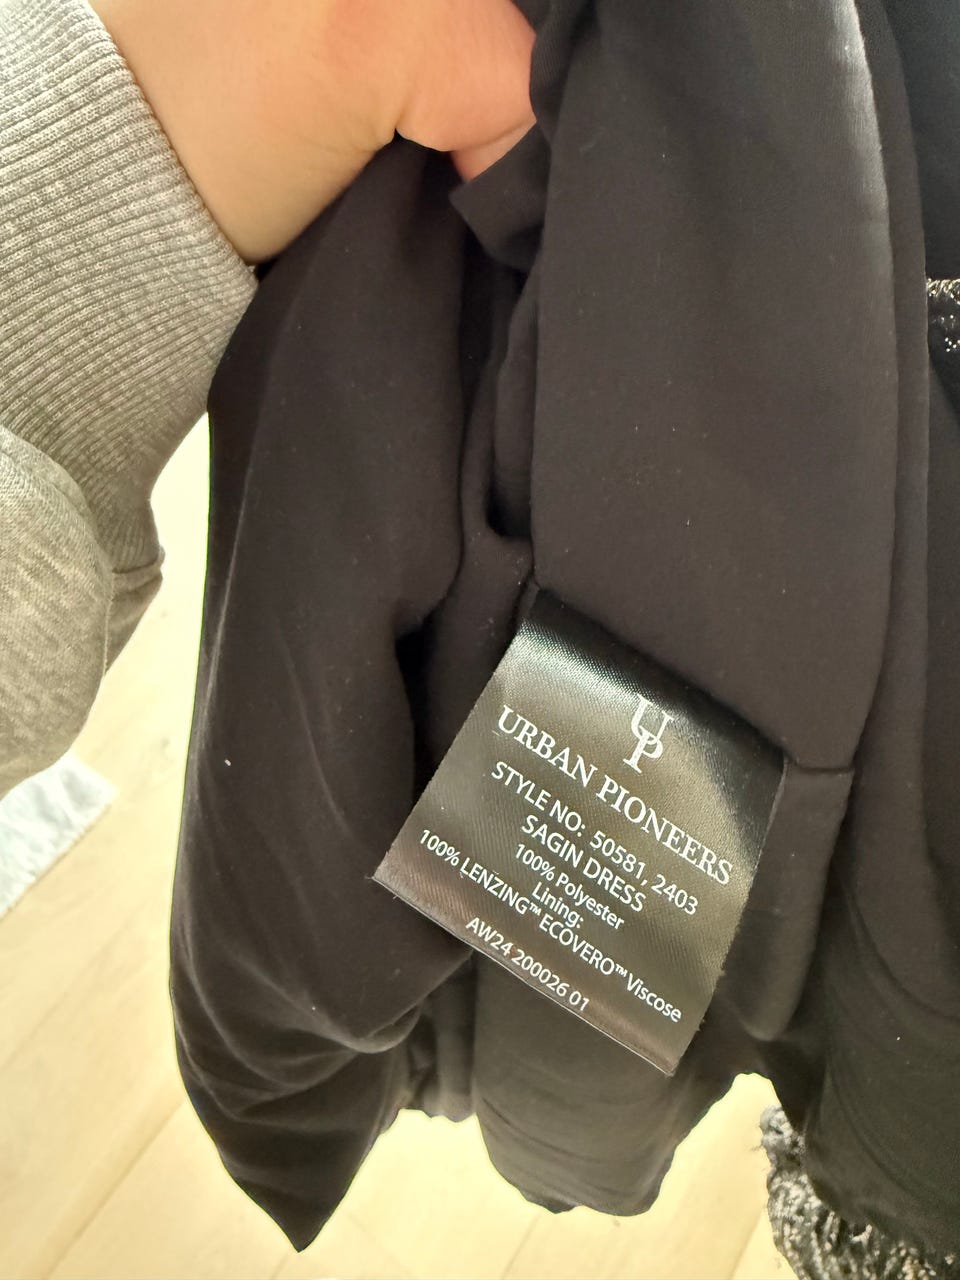 UP
URBAN PIONEERS
STYLE NO: 50581, 2403
SAGIN DRESS
100% Polyester
Lining:
100% LENZING™ ECOVERO™ Viscose
AW24 200026 01